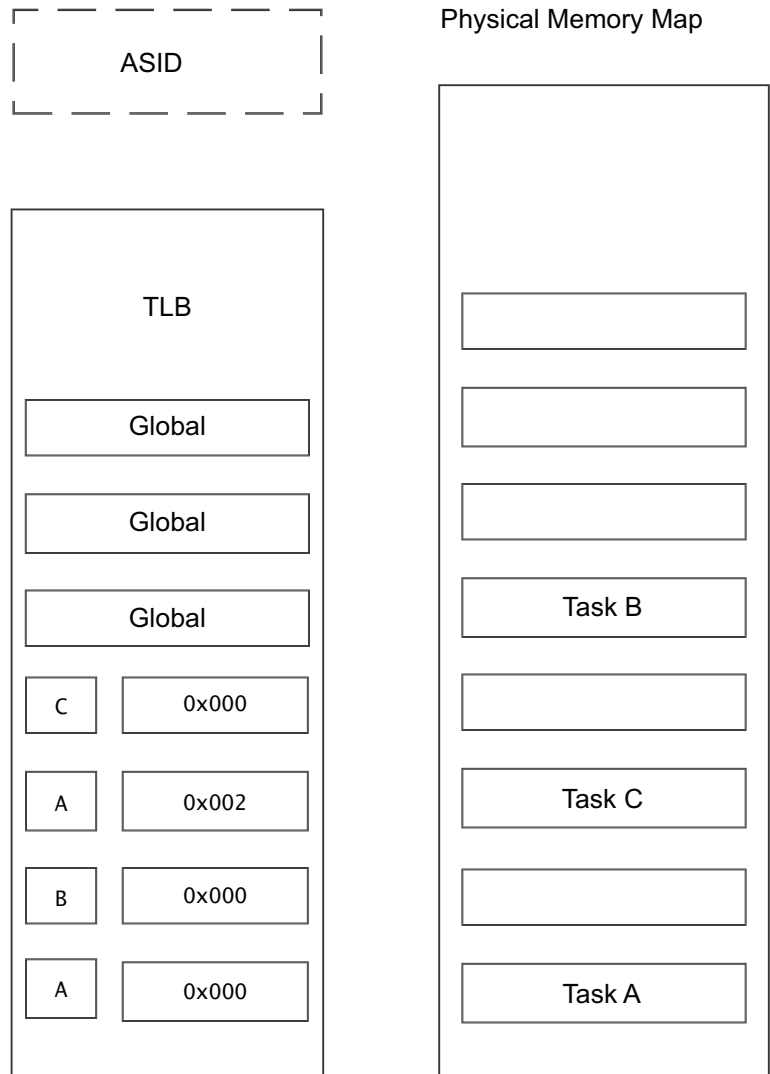 ASID
TLB
Global
Global
Global
C 0x000
A 0x002
B 0x000
A 0x000
Physical Memory Map
Task B
Task C
Task A